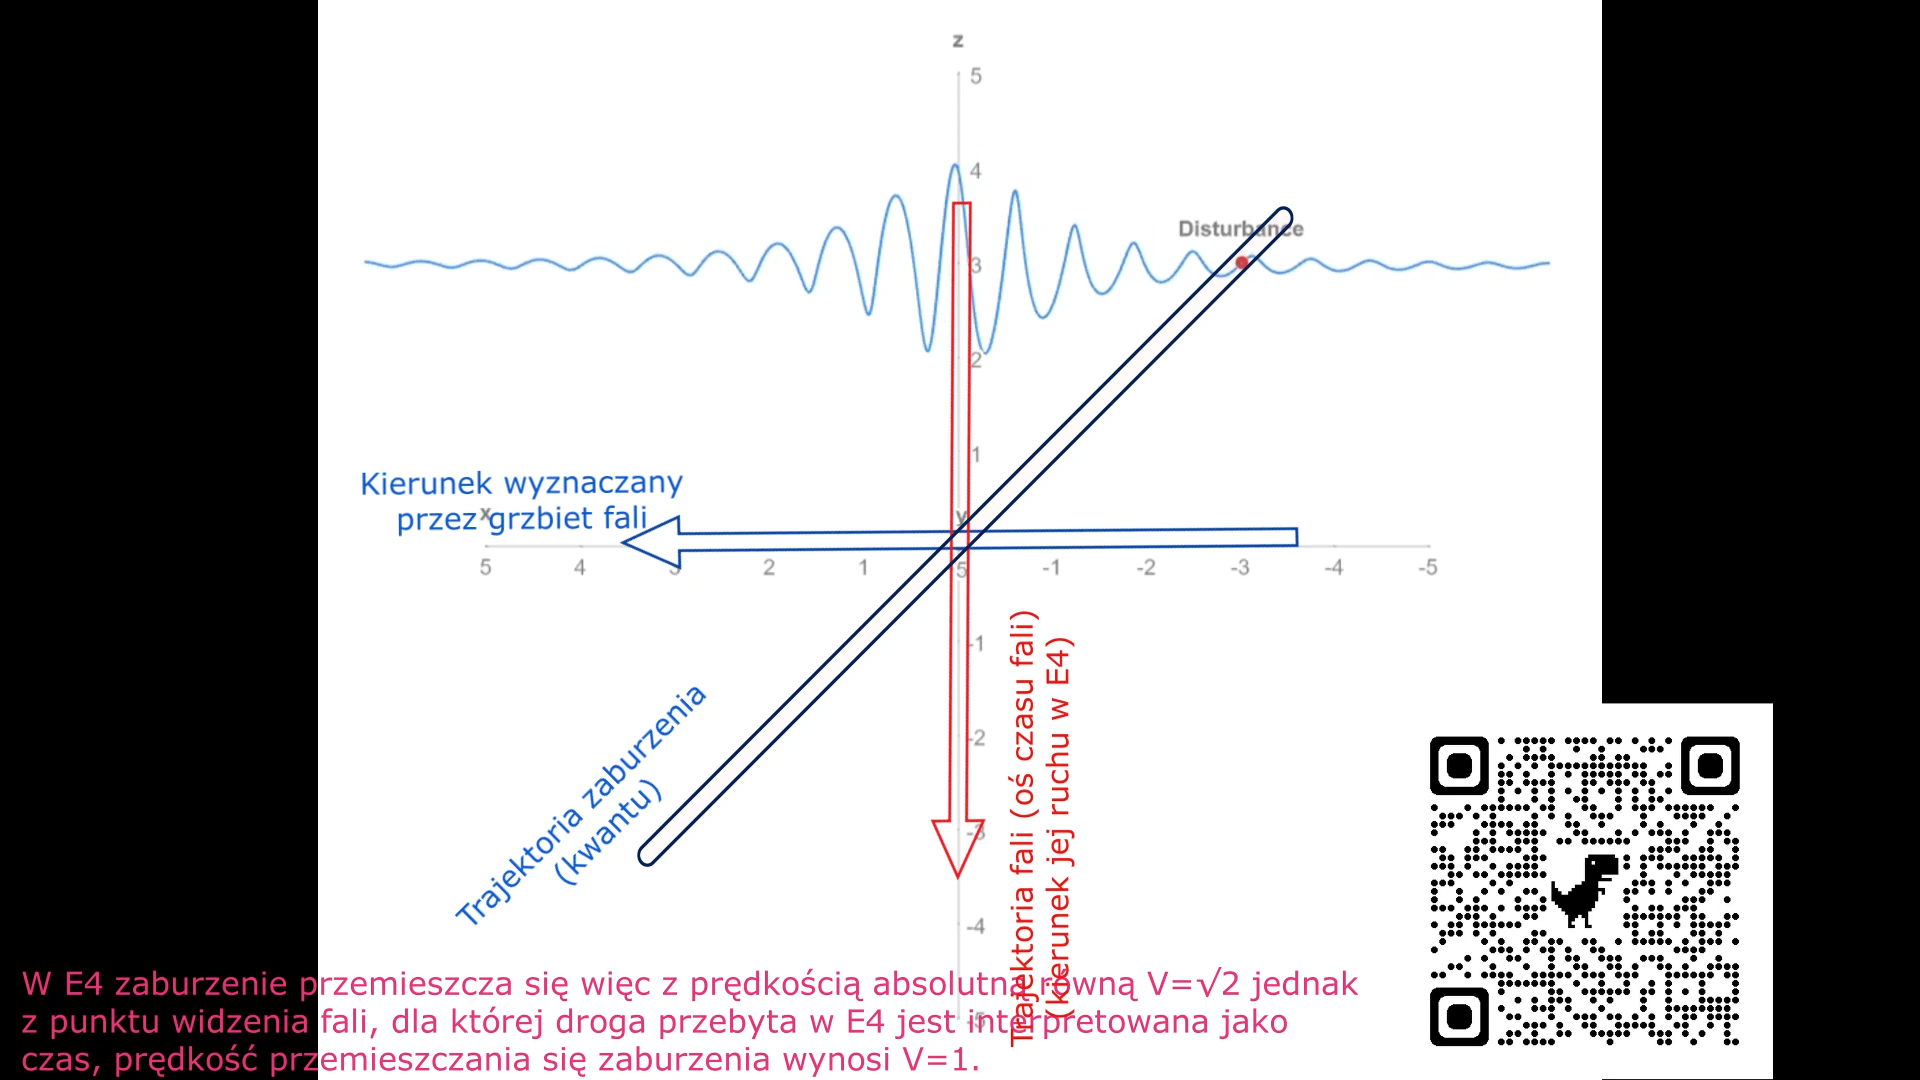 z
5
4
3
2
1
Disturbance
Kierunek wyznaczany
przez grzbiet fali
x
y
5 4 3 2 1 5 -1 -2 -3 -4 -5
-1
-2
-3
-4
-5
Trajektoria zaburzenia
(kwantu)
Trajektoria fali (oś czasu fali)
(kierunek jej ruchu w E4)
W E4 zaburzenie przemieszcza się więc z prędkością absolutną równą V=√2 jednak
z punktu widzenia fali, dla której droga przebyta w E4 jest interpretowana jako
czas, prędkość przemieszczania się zaburzenia wynosi V=1.